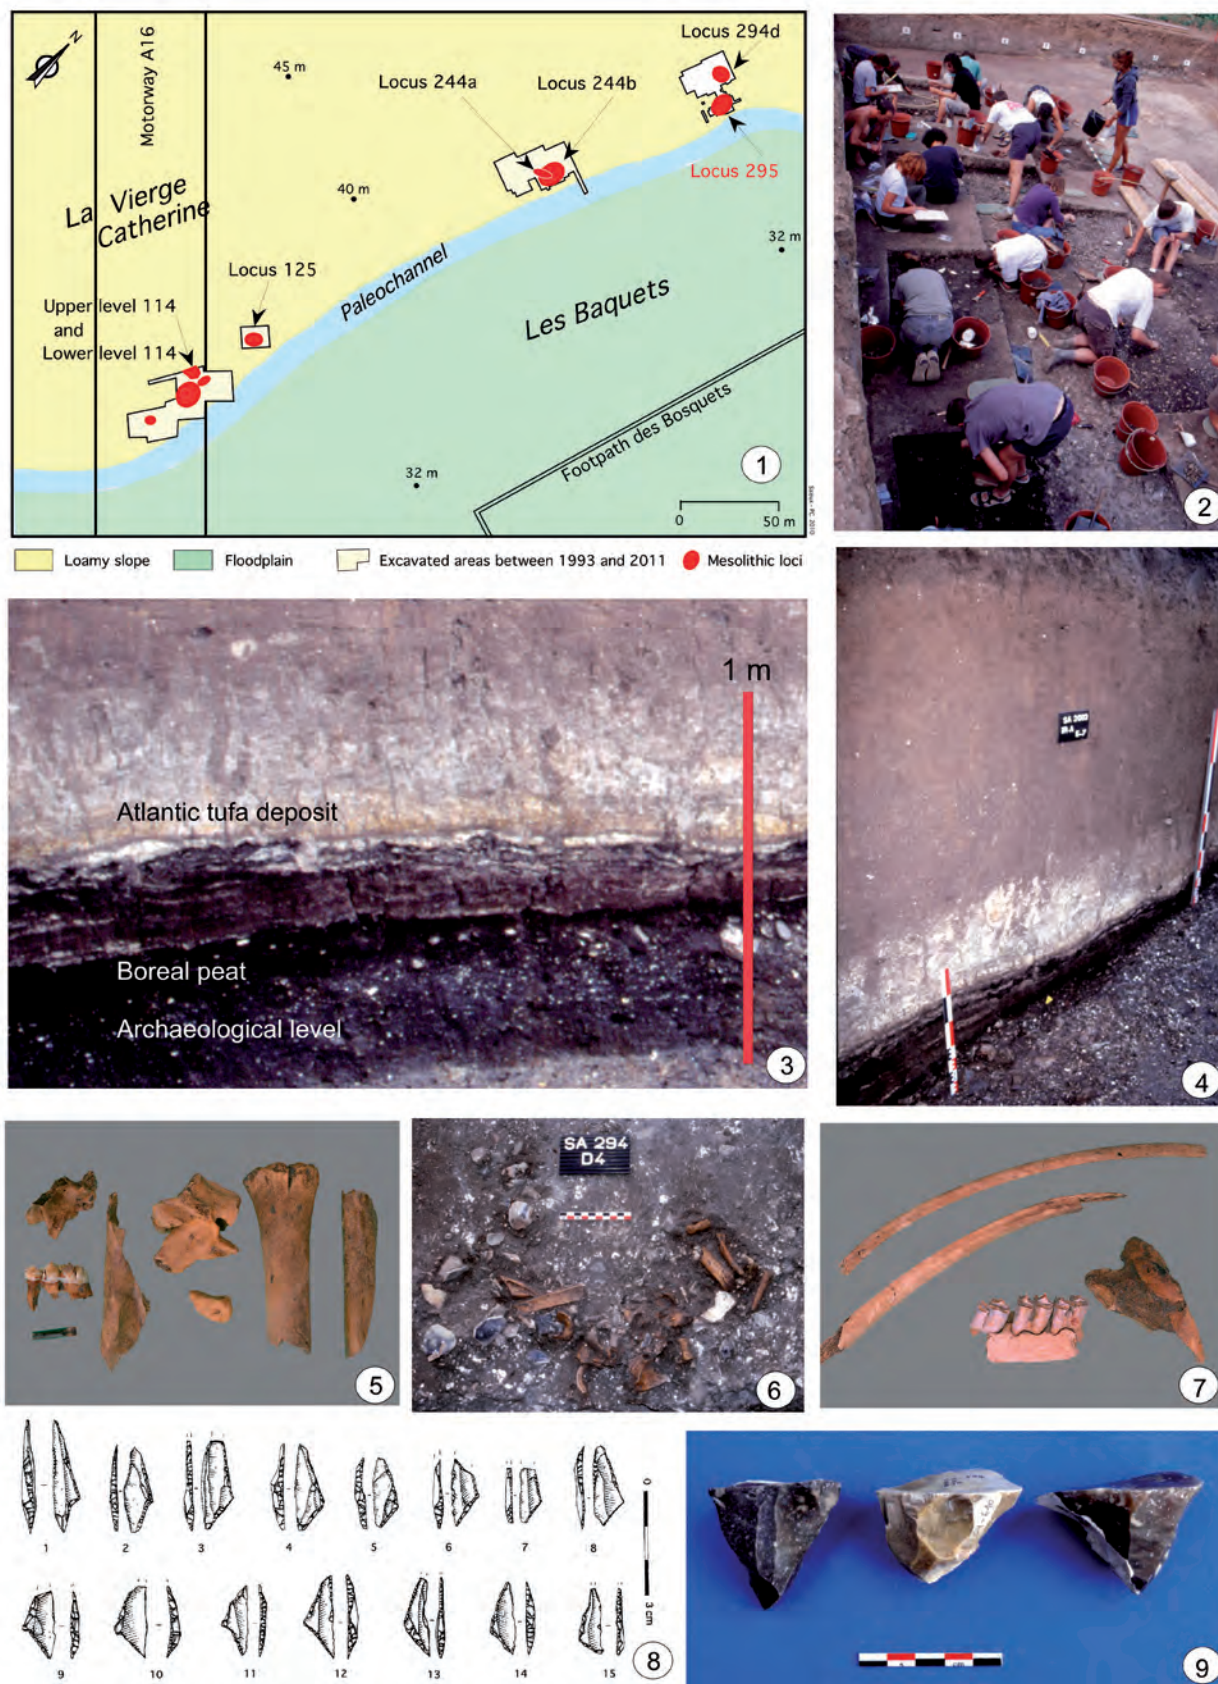 N
Motorway A16
45 m
Locus 294d
Locus 244a
Locus 244b
Locus 295
La Vierge
Catherine
40 m
32 m
Locus 125
Paleochannel
Les Baquets
Upper level 114
and
Lower level 114
Footpath des Bosquets
32 m
0 50 m
1
Loamy slope
Floodplain
Excavated areas between 1993 and 2011
Mesolithic loci
2
1 m
Atlantic tufa deposit
Boreal peat
Archaeological level
3
4
5
SA 294
D4
6
7
1 2 3 4 5 6 7 8
9 10 11 12 13 14 15
0
3 cm
8
9